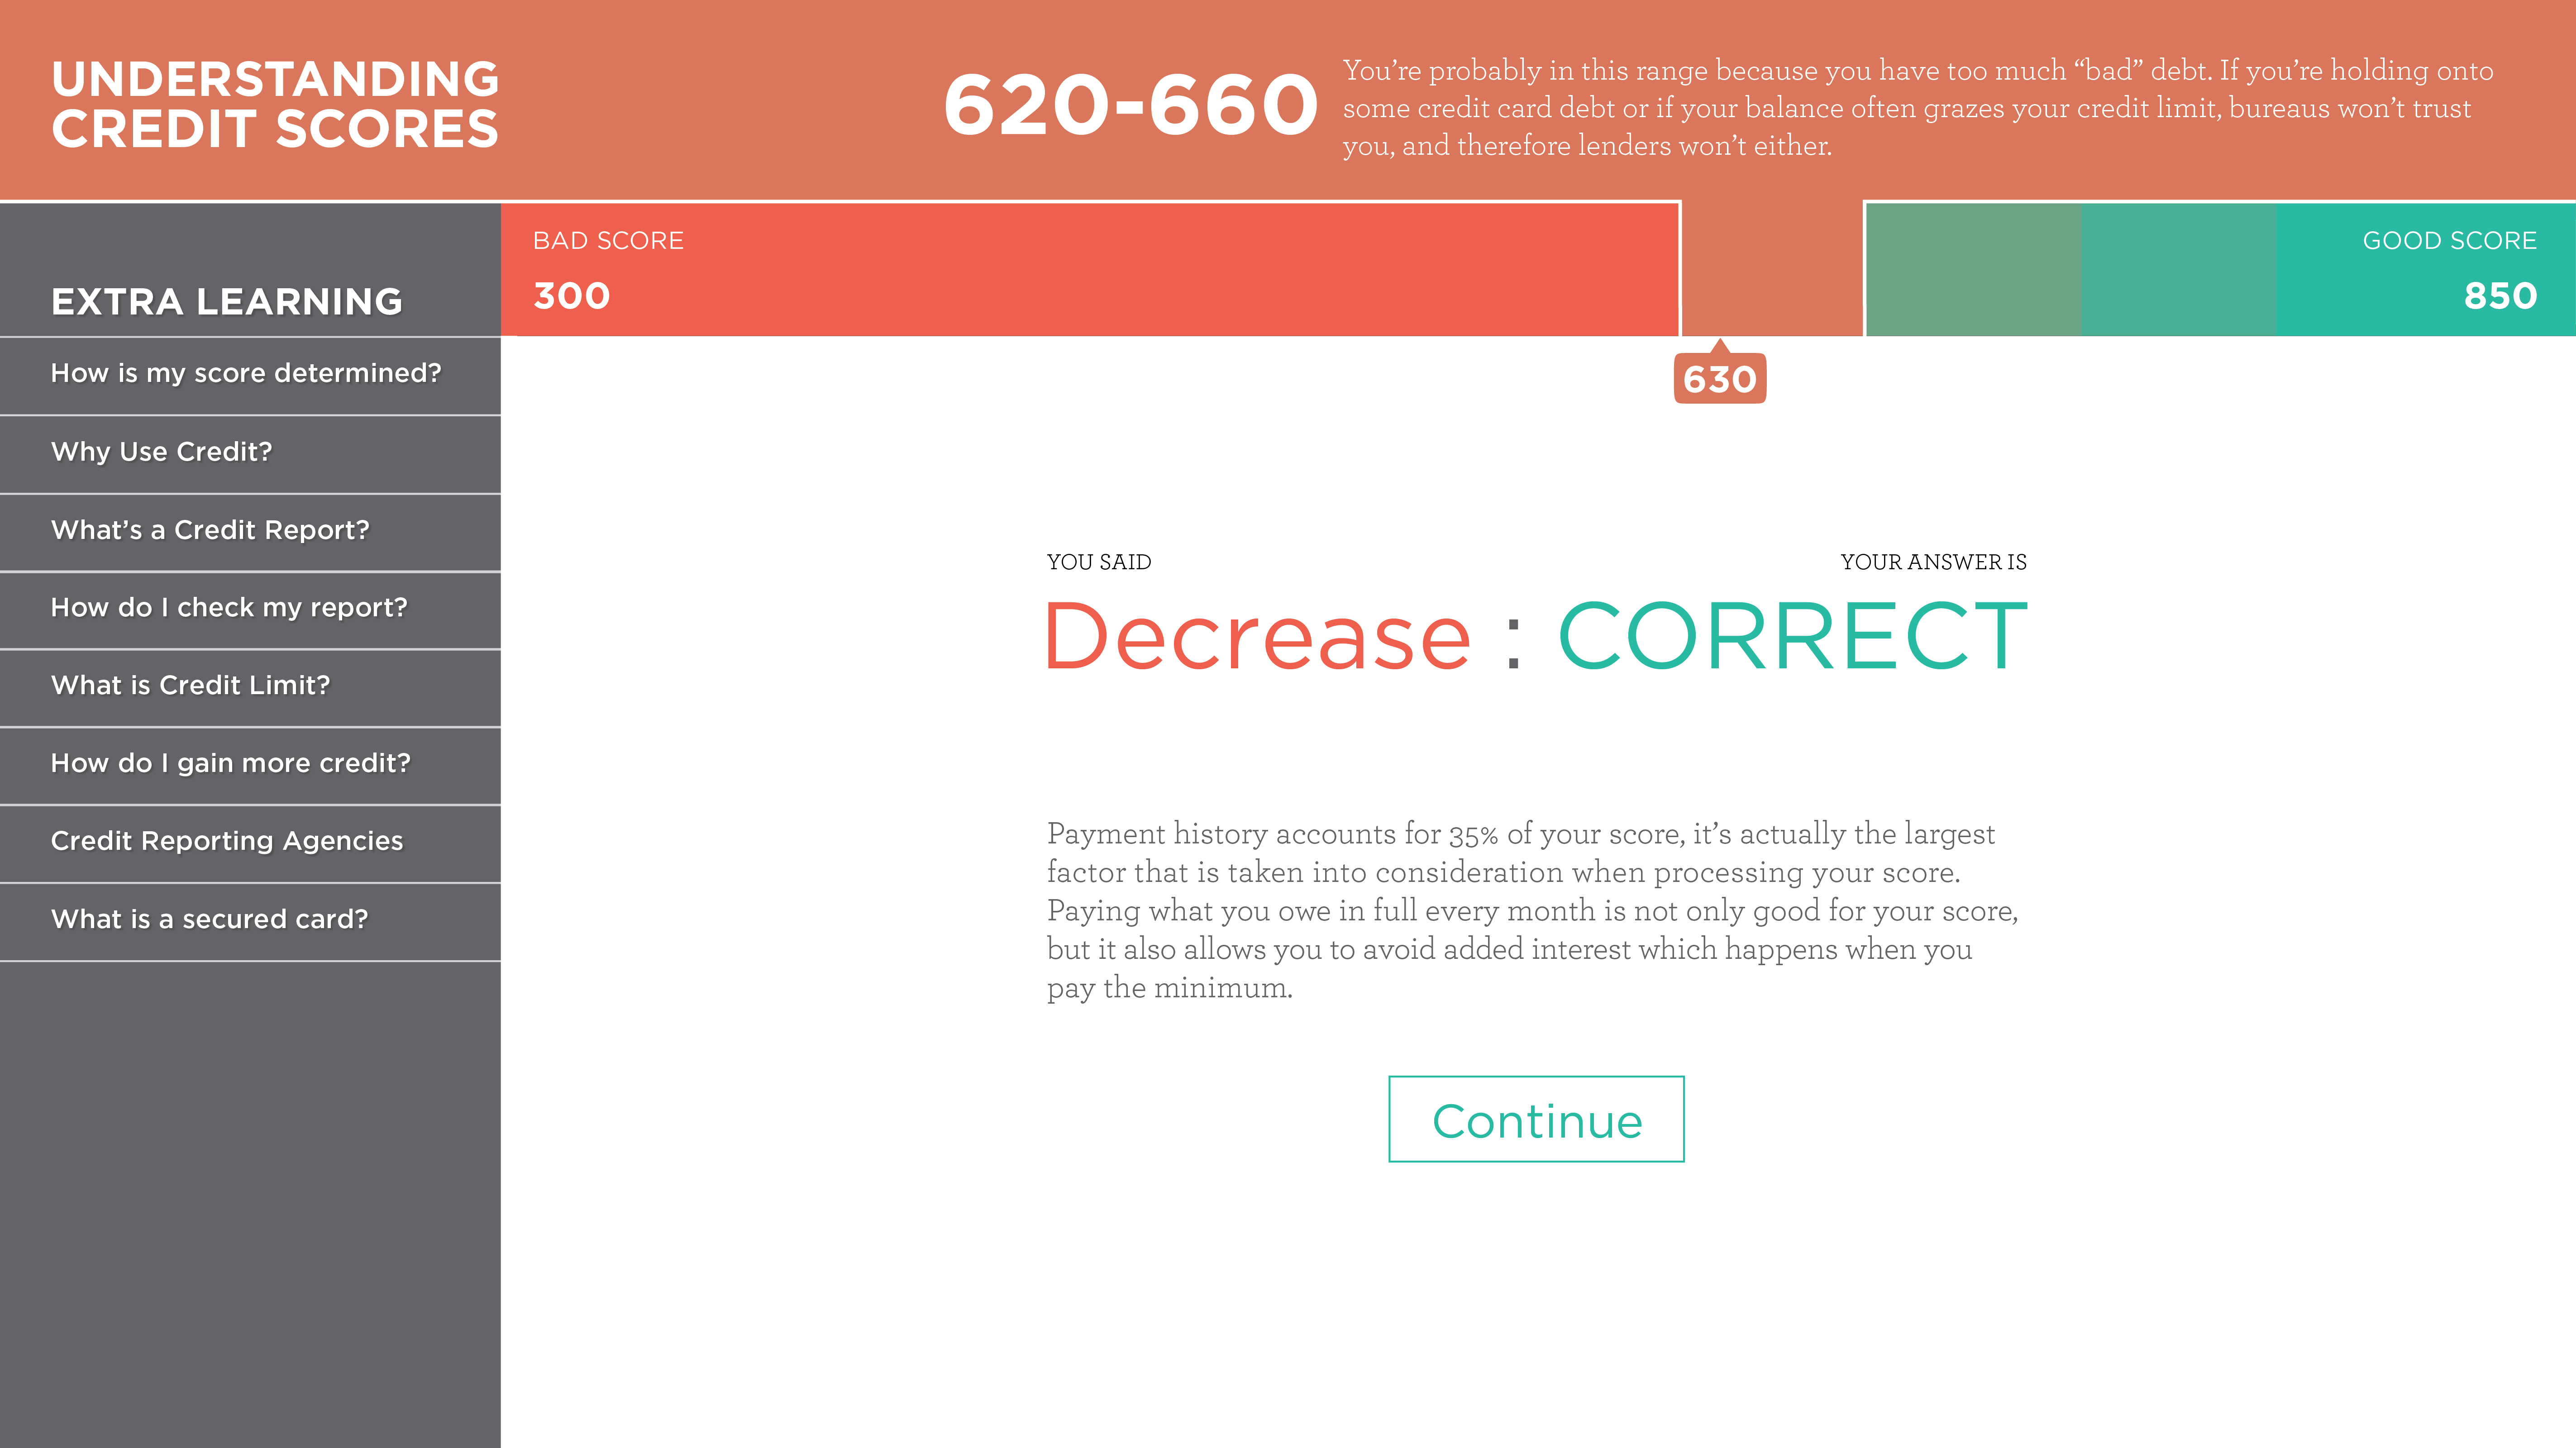 UNDERSTANDING
CREDIT SCORES
620-660
You’re probably in this range because you have too much “bad” debt. If you’re holding onto
some credit card debt or if your balance often grazes your credit limit, bureaus won’t trust
you, and therefore lenders won’t either.
BAD SCORE
300
GOOD SCORE
850
630
EXTRA LEARNING
How is my score determined?
Why Use Credit?
What’s a Credit Report?
How do I check my report?
What is Credit Limit?
How do I gain more credit?
Credit Reporting Agencies
What is a secured card?
YOU SAID
YOUR ANSWER IS
Decrease : CORRECT
Payment history accounts for 35% of your score, it’s actually the largest
factor that is taken into consideration when processing your score.
Paying what you owe in full every month is not only good for your score,
but it also allows you to avoid added interest which happens when you
pay the minimum.
Continue